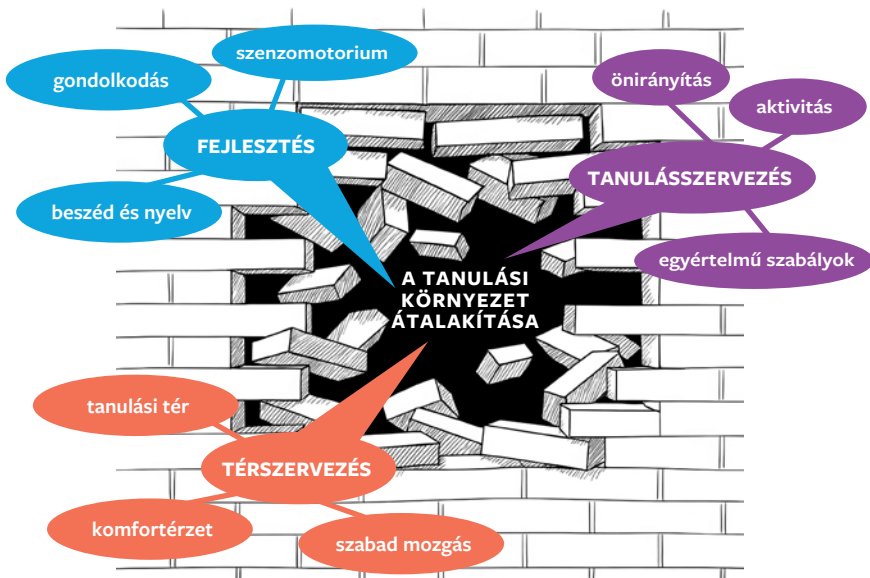 szenzomotorium
gondolkodás
FEJLESZTÉS
beszéd és nyelv
önirányítás
aktivitás
TANULÁSSZERVEZÉS
egyértelmű szabályok
A TANULÁSI
KÖRNYEZET
ÁTALAKÍTÁSA
tanulási tér
TÉRSZERVEZÉS
komfortérzet
szabad mozgás